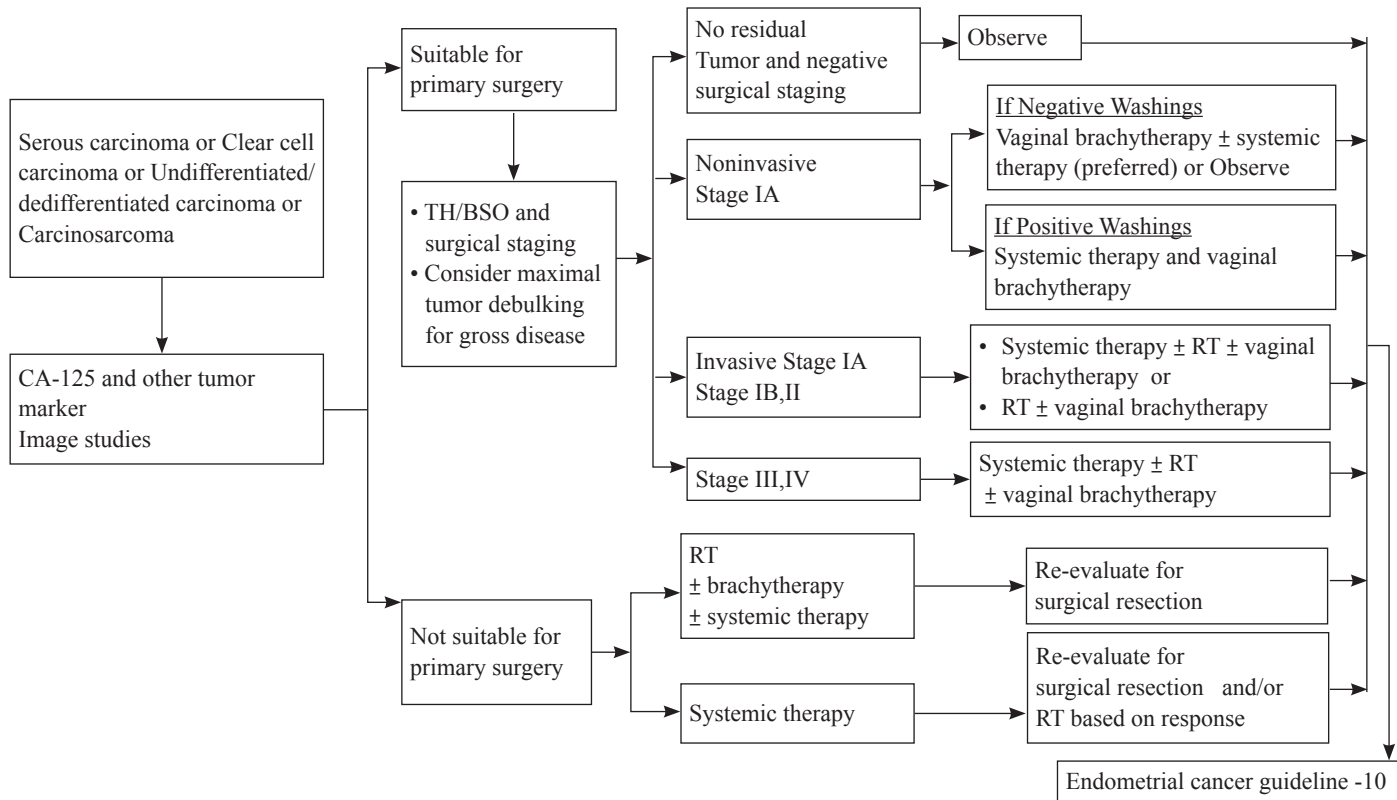 Serous carcinoma or Clear cell
carcinoma or Undifferentiated/
dedifferentiated carcinoma or
Carcinosarcoma
CA-125 and other tumor
marker
Image studies
Suitable for
primary surgery
• TH/BSO and
surgical staging
• Consider maximal
tumor debulking
for gross disease
No residual
Tumor and negative
surgical staging
Observe
Noninvasive
Stage IA
If Negative Washings
Vaginal brachytherapy ± systemic
therapy (preferred) or Observe
If Positive Washings
Systemic therapy and vaginal
brachytherapy
Invasive Stage IA
Stage IB,II
• Systemic therapy ± RT ± vaginal
brachytherapy or
• RT ± vaginal brachytherapy
Stage III,IV
Systemic therapy ± RT
± vaginal brachytherapy
Not suitable for
primary surgery
RT
± brachytherapy
± systemic therapy
Re-evaluate for
surgical resection
Systemic therapy
Re-evaluate for
surgical resection and/or
RT based on response
Endometrial cancer guideline -10